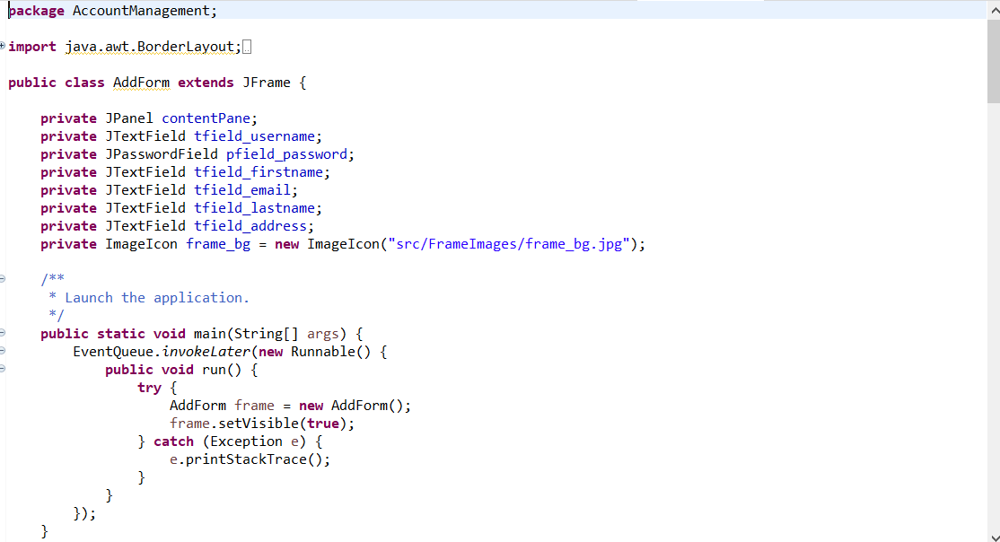 package AccountManagement;
import java.awt.BorderLayout;
public class AddForm extends JFrame {
private JPanel contentPane;
private JTextField tfield_username;
private JPasswordField pfield_password;
private JTextField tfield_firstname;
private JTextField tfield_email;
private JTextField tfield_lastname;
private JTextField tfield_address;
private ImageIcon frame_bg = new ImageIcon("src/FrameImages/frame_bg.jpg");
/**
* Launch the application.
*/
public static void main(String[] args) {
EventQueue.invokeLater(new Runnable() {
public void run() {
try {
AddForm frame = new AddForm();
frame.setVisible(true);
} catch (Exception e) {
e.printStackTrace();
}
}
});
}